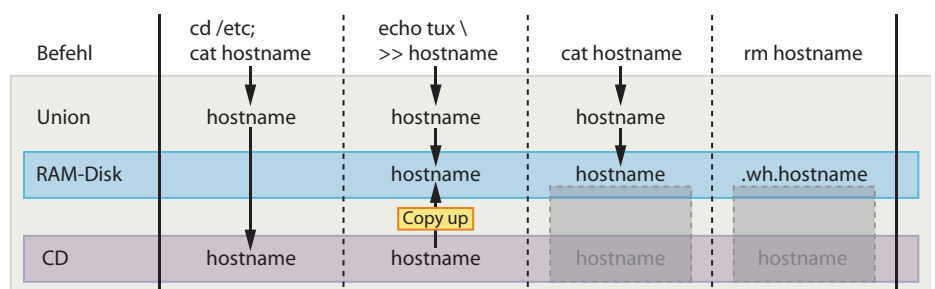 cd /etc; echo tux \
Befehl cat hostname >> hostname cat hostname rm hostname
Union hostname hostname hostname
RAM-Disk hostname hostname .wh.hostname
Copy up
CD hostname hostname hostname hostname